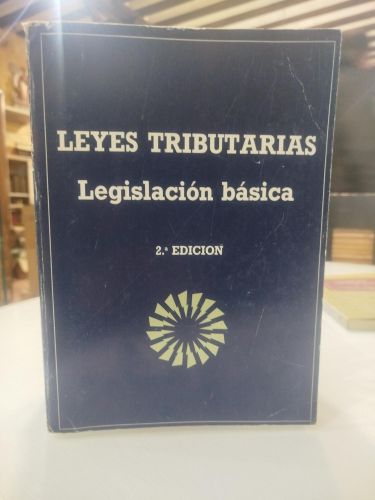 LEYES TRIBUTARIAS
Legislación básica
2.ª EDICION